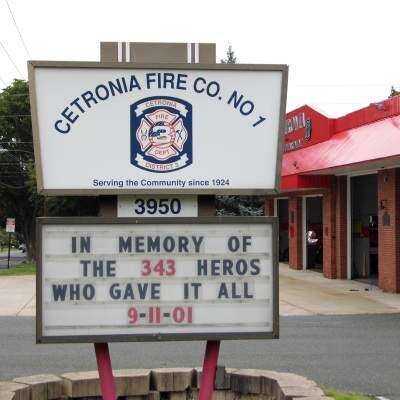 CETRONIA FIRE CO. NO 1
CETRONIA
FIRE
DEPT
DISTRICT 3
Serving the Community since 1924
3950
IN MEMORY OF
THE 343 HEROS
WHO GAVE IT ALL
9-11-01